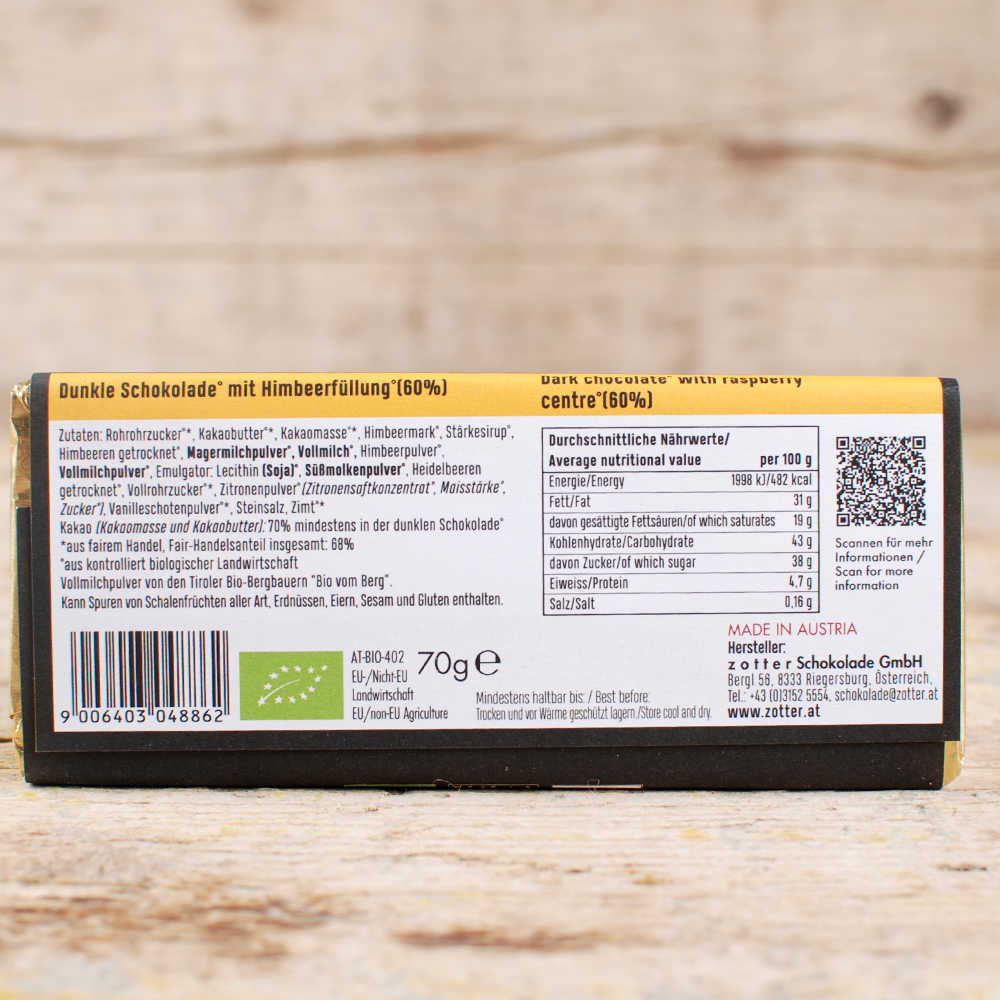 Dunkle Schokolade° mit Himbeerfüllung°(60%)
Dark chocolate° with raspberry
centre°(60%)
Zutaten: Rohrohrzucker°*, Kakaobutter°*, Kakaomasse°*, Himbeermark°, Stärkesirup°,
Himbeeren getrocknet°, Magermilchpulver°, Vollmilch°, Himbeerpulver°,
Vollmilchpulver°, Emulgator: Lecithin (Soja)°, Süßmolkenpulver°, Heidelbeeren
getrocknet°, Vollrohrzucker°*, Zitronenpulver° (Zitronensaftkonzentrat°, Maisstärke°,
Zucker°), Vanilleschotenpulver°*, Steinsalz, Zimt°*
Kakao (Kakaomasse und Kakaobutter): 70% mindestens in der dunklen Schokolade°
*aus fairem Handel, Fair-Handelsanteil insgesamt: 68%
°aus kontrolliert biologischer Landwirtschaft
Vollmilchpulver von den Tiroler Bio-Bergbauern "Bio vom Berg".
Kann Spuren von Schalenfrüchten aller Art, Erdnüssen, Eiern, Sesam und Gluten enthalten.
Durchschnittliche Nährwerte/
Average nutritional value per 100 g
Energie/Energy 1998 kJ/482 kcal
Fett/Fat 31 g
davon gesättigte Fettsäuren/of which saturates 19 g
Kohlenhydrate/Carbohydrate 43 g
davon Zucker/of which sugar 38 g
Eiweiss/Protein 4,7 g
Salz/Salt 0,16 g
Scannen für mehr
Informationen /
Scan for more
information
9 006403 048862
AT-BIO-402
EU-/Nicht-EU
Landwirtschaft
EU/non-EU Agriculture
70g℮
Mindestens haltbar bis: / Best before:
Trocken und vor Wärme geschützt lagern./Store cool and dry.
MADE IN AUSTRIA
Hersteller:
zotter Schokolade GmbH
Bergl 56, 8333 Riegersburg, Österreich,
Tel.: +43 (0)3152 5554, schokolade@zotter.at
www.zotter.at